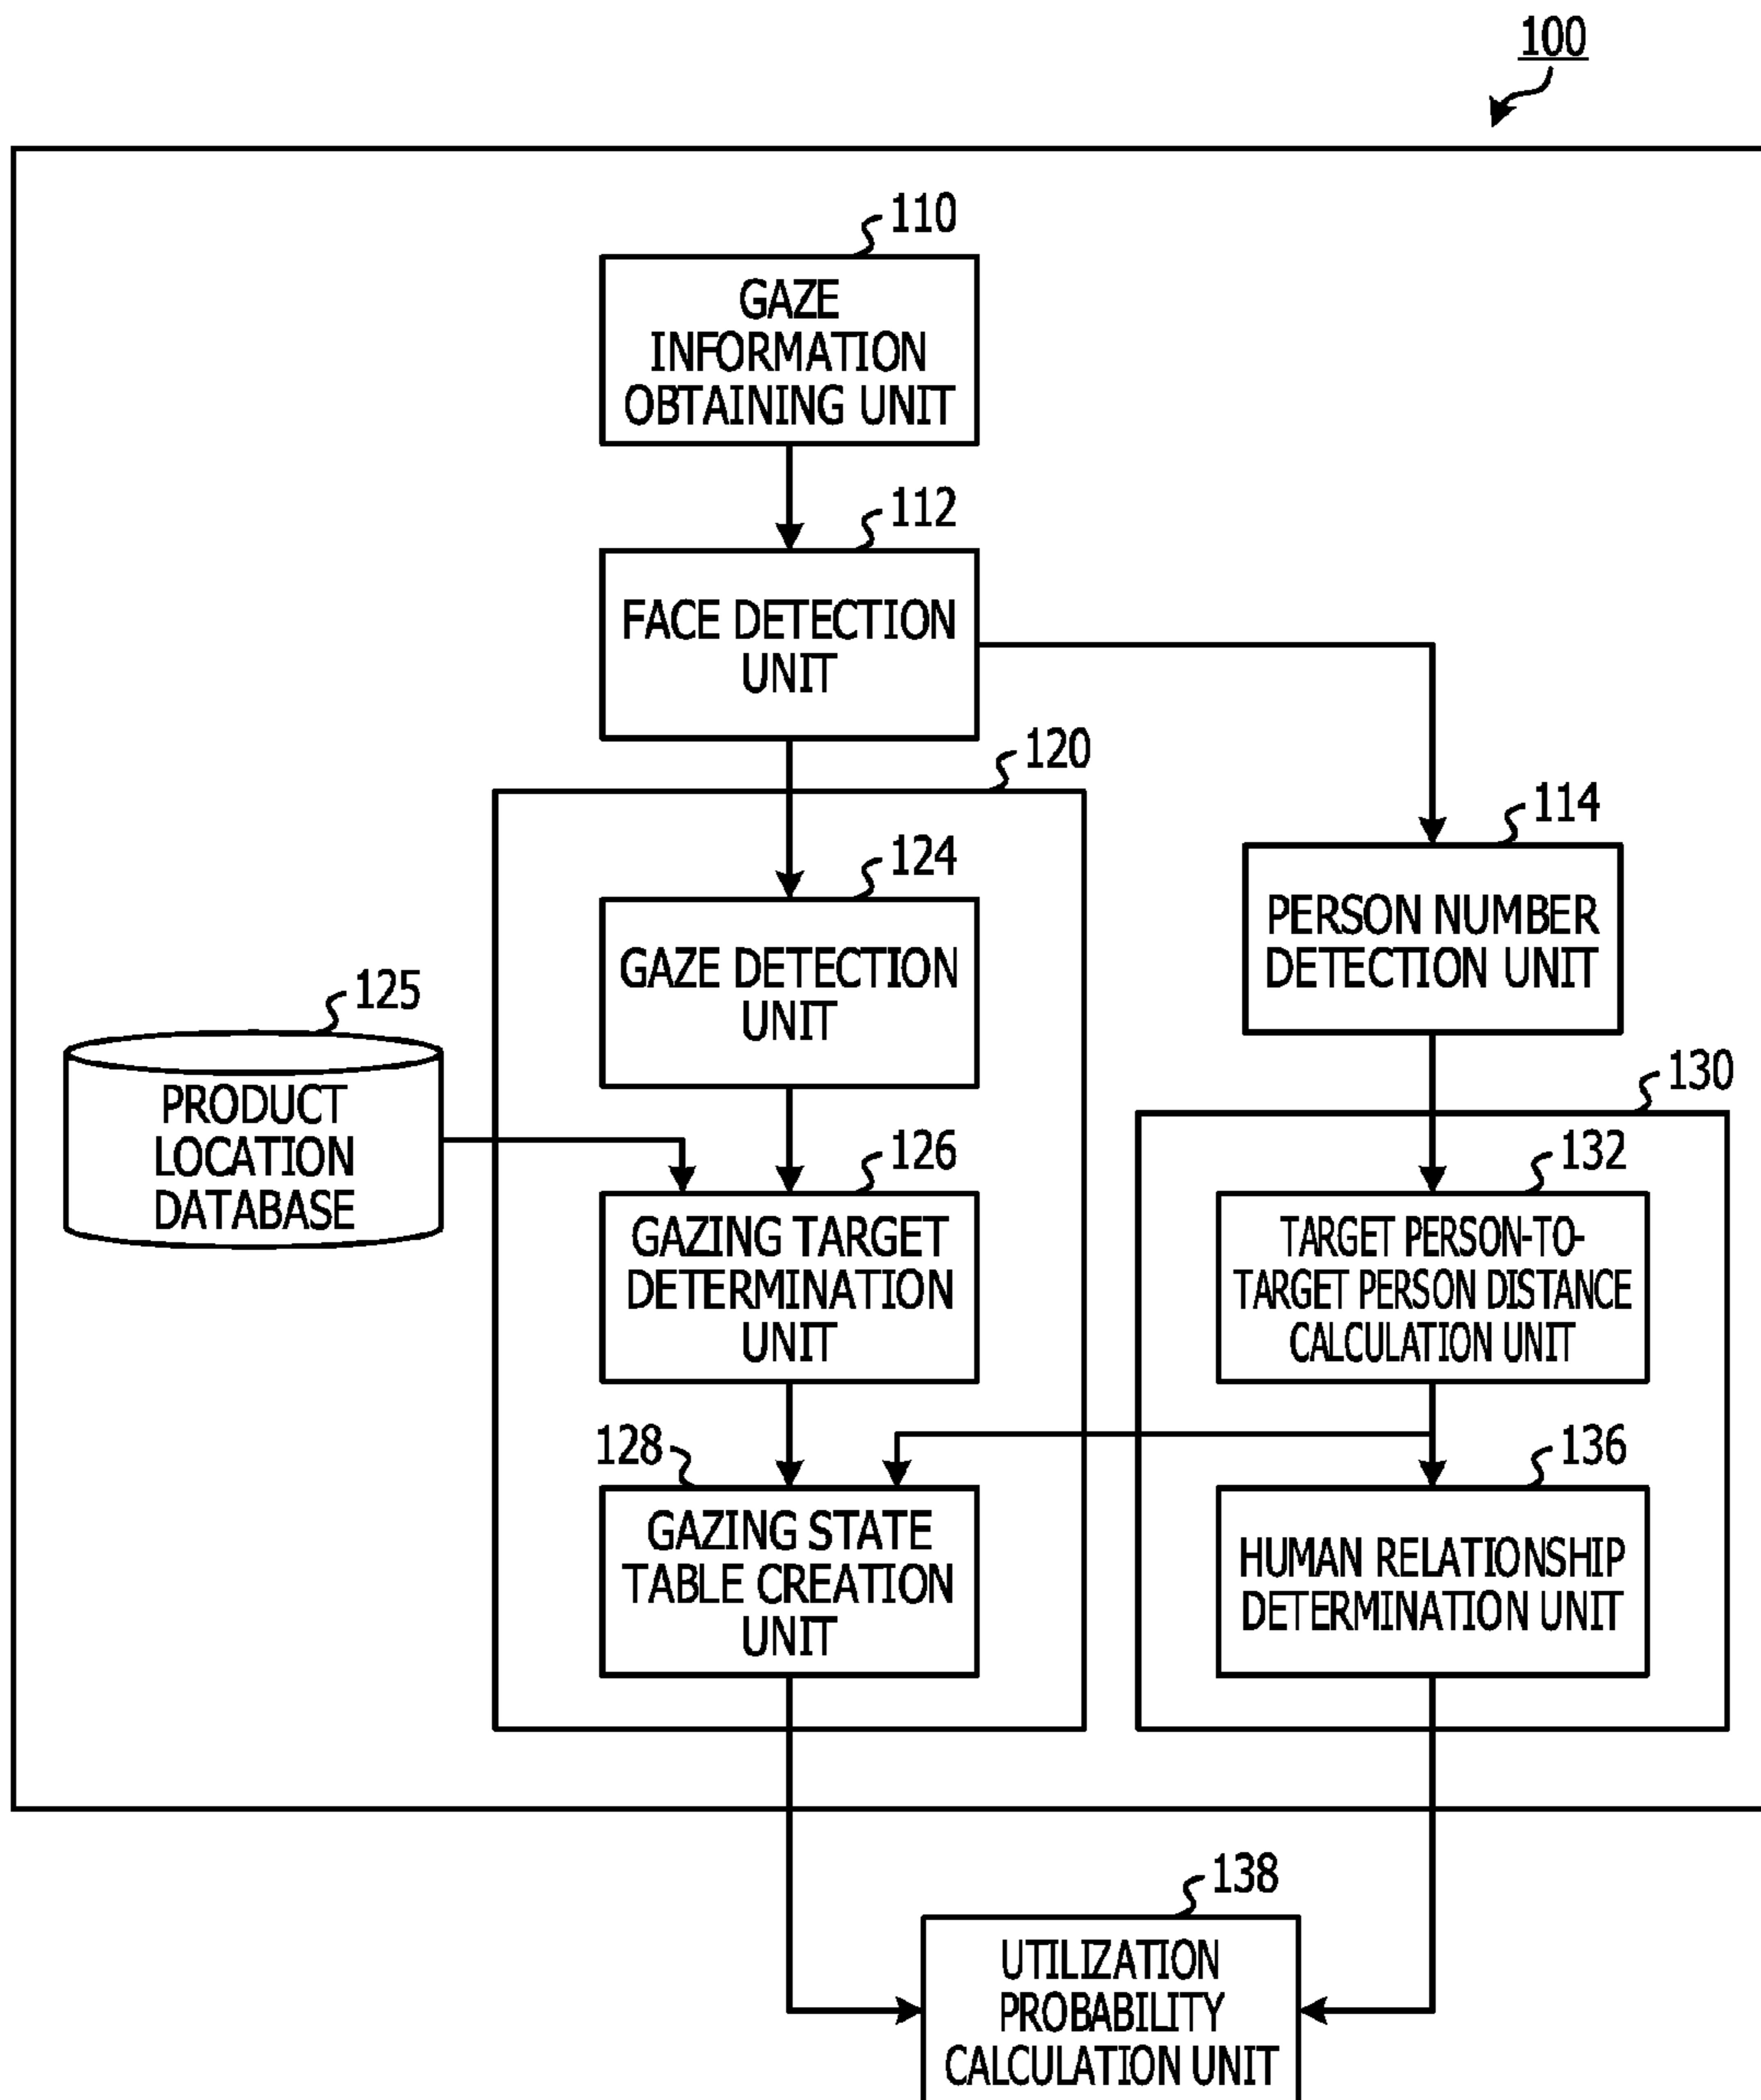 100
110
GAZE
INFORMATION
OBTAINING UNIT
112
FACE DETECTION
UNIT
120
114
124
PERSON NUMBER
DETECTION UNIT
GAZE DETECTION
UNIT
125
PRODUCT
LOCATION
DATABASE
130
126
132
GAZING TARGET
DETERMINATION
UNIT
TARGET PERSON-TO-
TARGET PERSON DISTANCE
CALCULATION UNIT
128
136
GAZING STATE
TABLE CREATION
UNIT
HUMAN RELATIONSHIP
DETERMINATION UNIT
138
UTILIZATION
PROBABILITY
CALCULATION UNIT